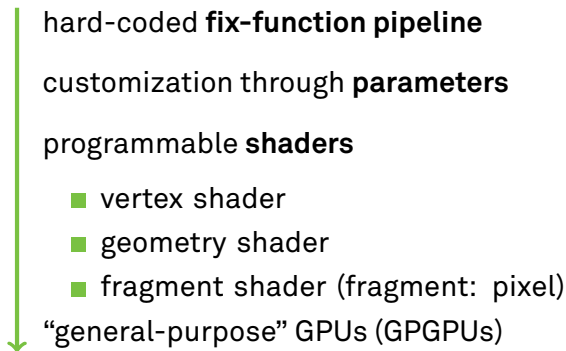 hard-coded fix-function pipeline
customization through parameters
programmable shaders
vertex shader
geometry shader
fragment shader (fragment: pixel)
“general-purpose” GPUs (GPGPUs)